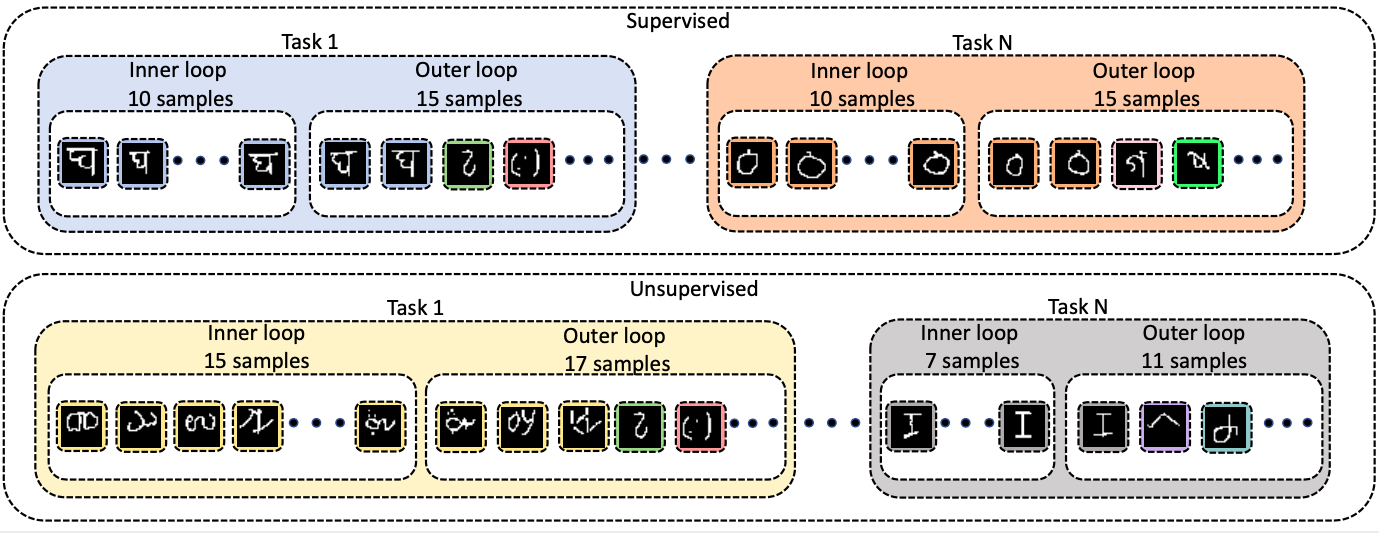 Supervised
Task 1
Inner loop
10 samples
Outer loop
15 samples
Task N
Inner loop
10 samples
Outer loop
15 samples
Unsupervised
Task 1
Inner loop
15 samples
Outer loop
17 samples
Task N
Inner loop
7 samples
Outer loop
11 samples